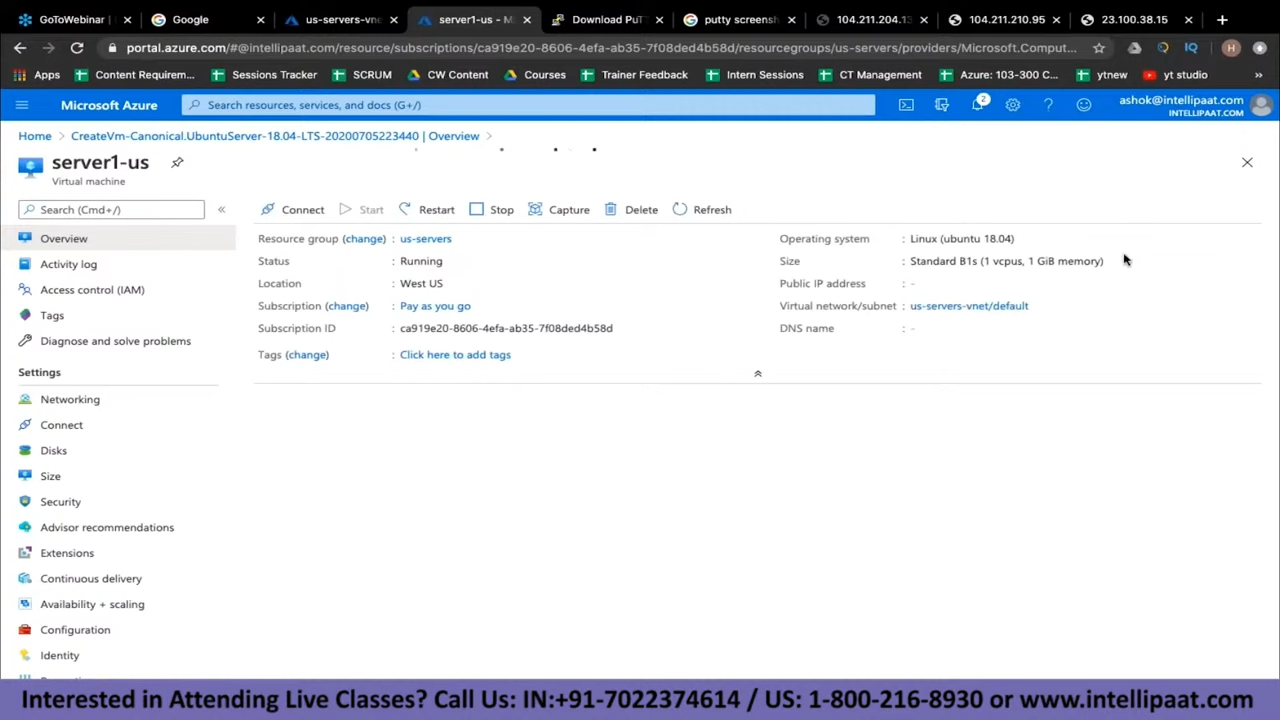 GoToWebinar |
Google
us-servers-vne
server1-us - M
Download PuTT
putty screensh
104.211.204.13
104.211.210.95
23.100.38.15
portal.azure.com/#@intellipaat.com/resource/subscriptions/ca919e20-8606-4efa-ab35-7f08ded4b58d/resourcegroups/us-servers/providers/Microsoft.Comput...
IQ
H
Apps
Content Requirem...
Sessions Tracker
SCRUM
CW Content
Courses
Trainer Feedback
Intern Sessions
CT Management
Azure: 103-300 C...
ytnew
yt studio
»
Microsoft Azure
Search resources, services, and docs (G+/)
2
ashok@intellipaat.com
INTELLIPAAT.COM
Home > CreateVm-Canonical.UbuntuServer-18.04-LTS-20200705223440 | Overview >
server1-us
Virtual machine
Search (Cmd+/)
«
Connect
Start
Restart
Stop
Capture
Delete
Refresh
Overview
Activity log
Access control (IAM)
Tags
Diagnose and solve problems
Settings
Networking
Connect
Disks
Size
Security
Advisor recommendations
Extensions
Continuous delivery
Availability + scaling
Configuration
Identity
Resource group (change) : us-servers
Status : Running
Location : West US
Subscription (change) : Pay as you go
Subscription ID : ca919e20-8606-4efa-ab35-7f08ded4b58d
Tags (change) : Click here to add tags
Operating system : Linux (ubuntu 18.04)
Size : Standard B1s (1 vcpus, 1 GiB memory)
Public IP address : -
Virtual network/subnet : us-servers-vnet/default
DNS name : -
Interested in Attending Live Classes? Call Us: IN:+91-7022374614 / US: 1-800-216-8930 or www.intellipaat.com